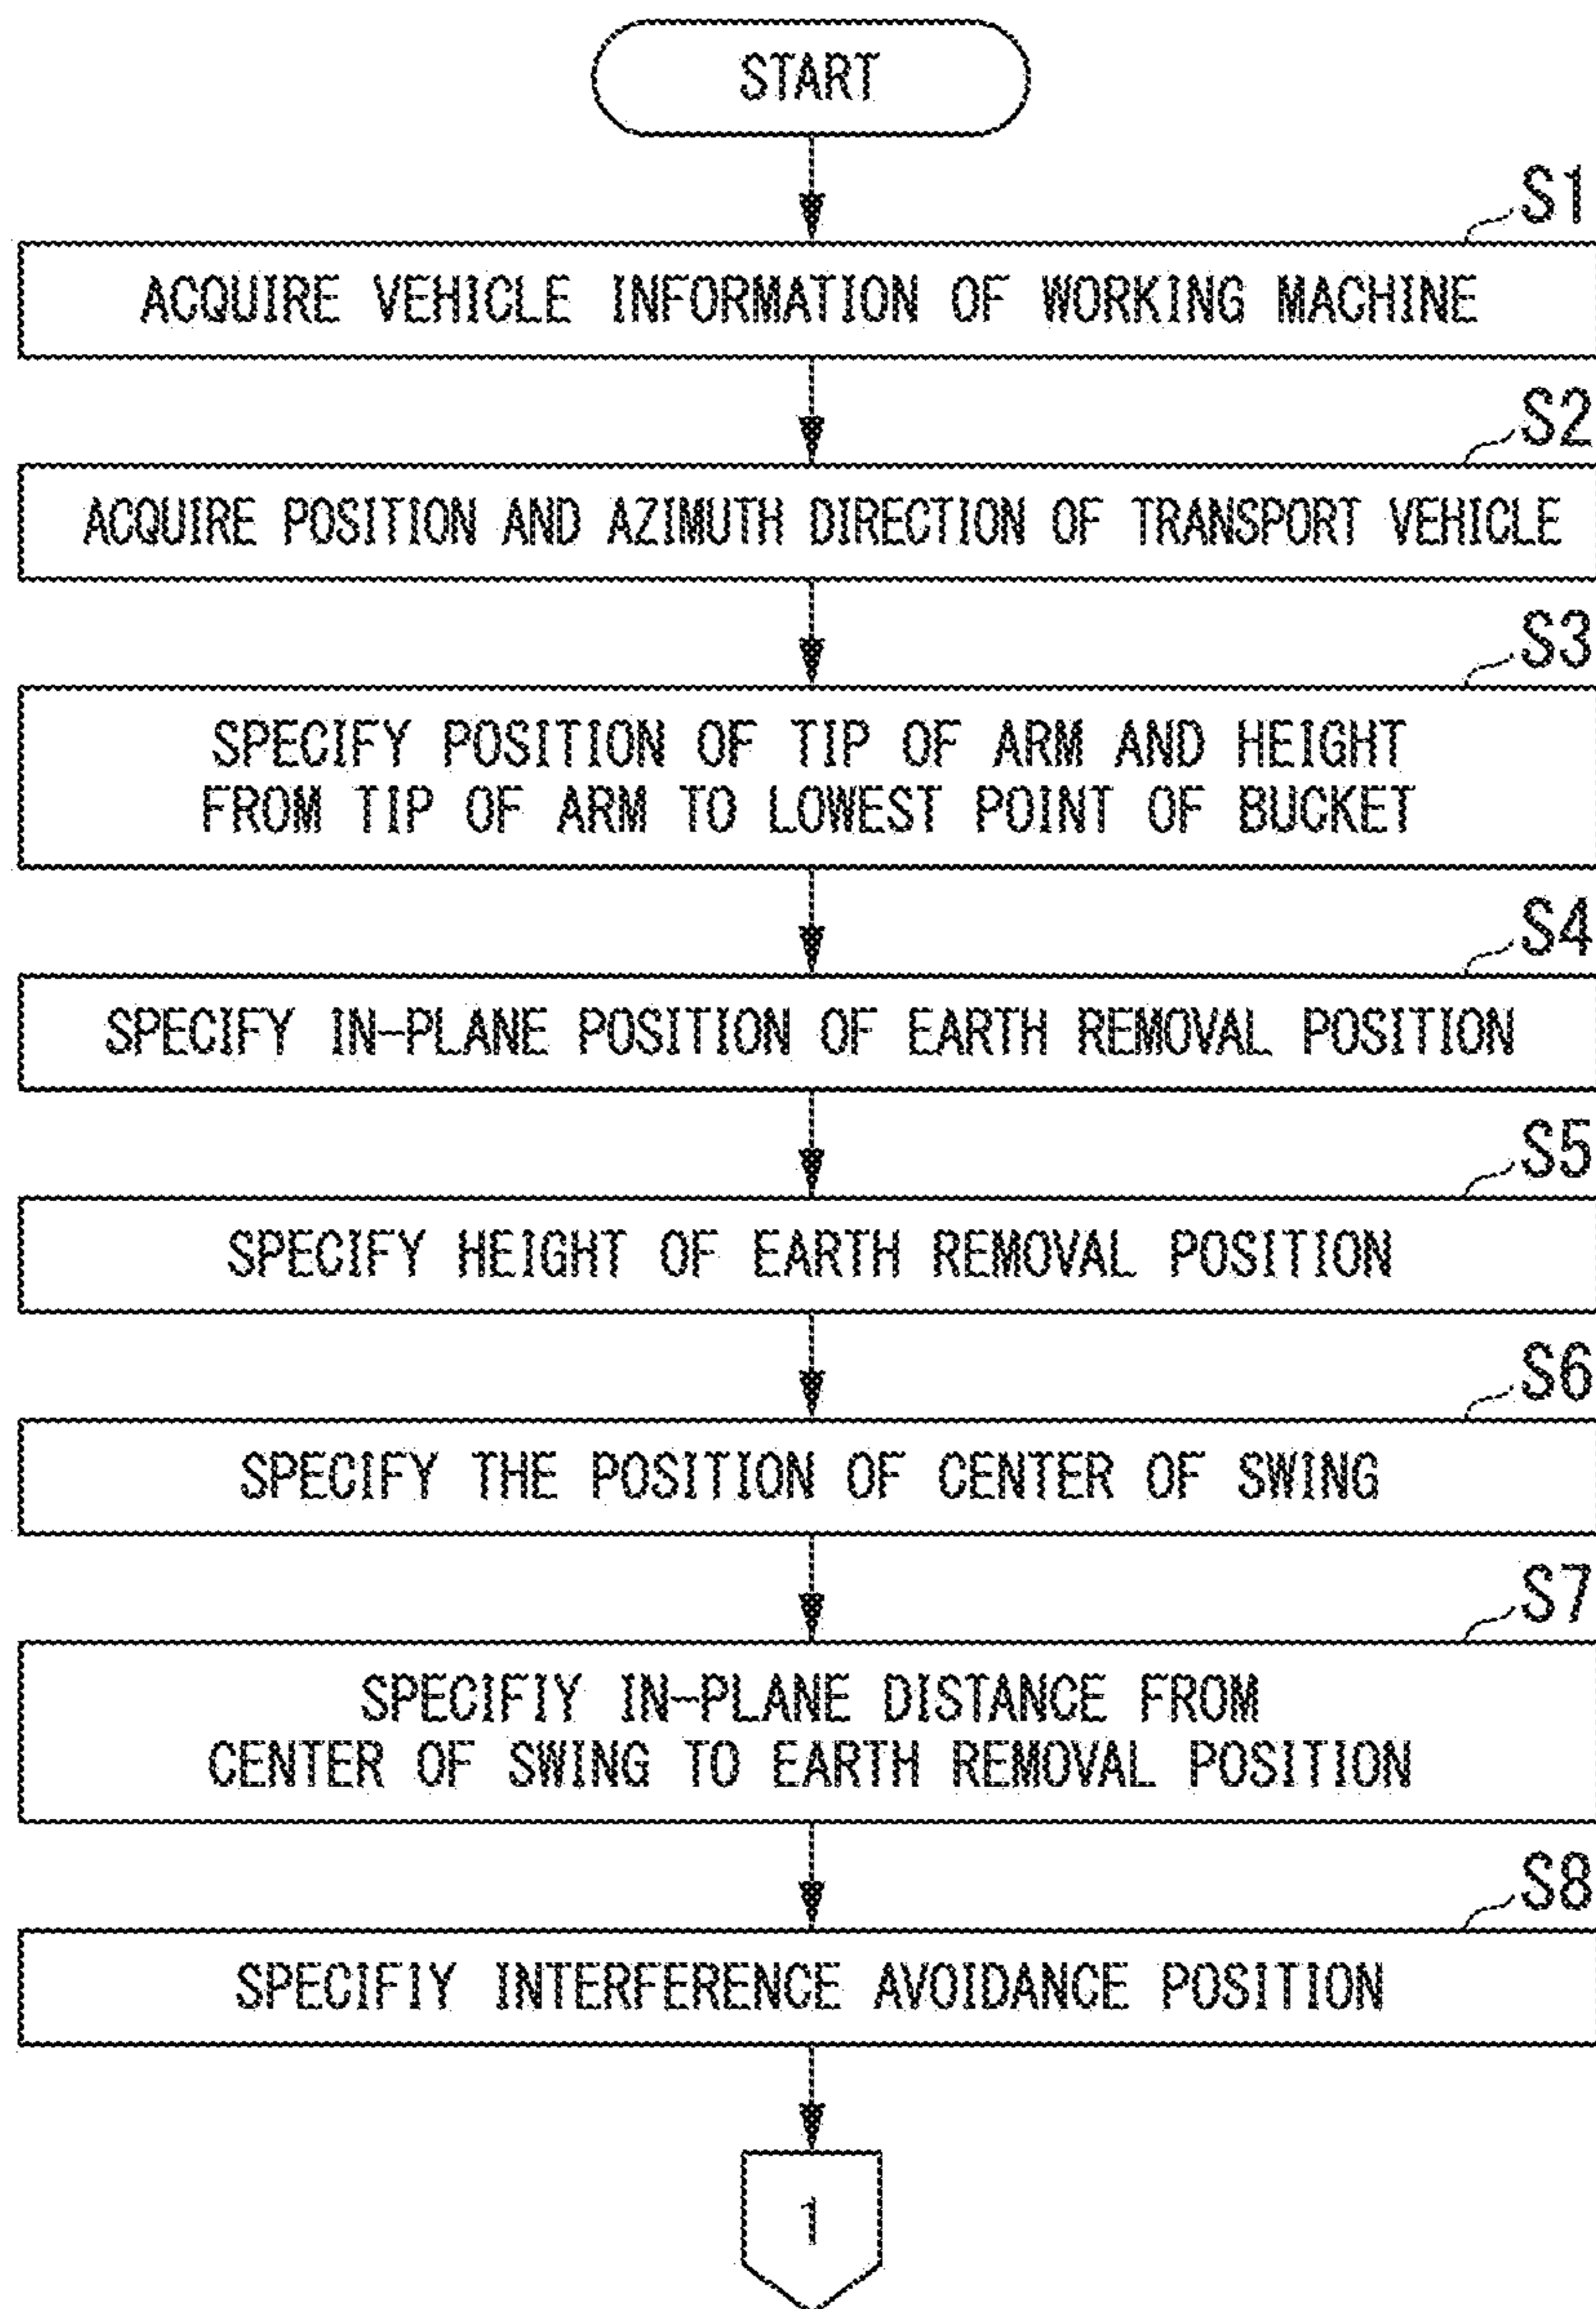 START
S1
ACQUIRE VEHICLE INFORMATION OF WORKING MACHINE
S2
ACQUIRE POSITION AND AZIMUTH DIRECTION OF TRANSPORT VEHICLE
S3
SPECIFY POSITION OF TIP OF ARM AND HEIGHT
FROM TIP OF ARM TO LOWEST POINT OF BUCKET
S4
SPECIFY IN-PLANE POSITION OF EARTH REMOVAL POSITION
S5
SPECIFY HEIGHT OF EARTH REMOVAL POSITION
S6
SPECIFY THE POSITION OF CENTER OF SWING
S7
SPECIFIY IN-PLANE DISTANCE FROM
CENTER OF SWING TO EARTH REMOVAL POSITION
S8
SPECIFIY INTERFERENCE AVOIDANCE POSITION
1